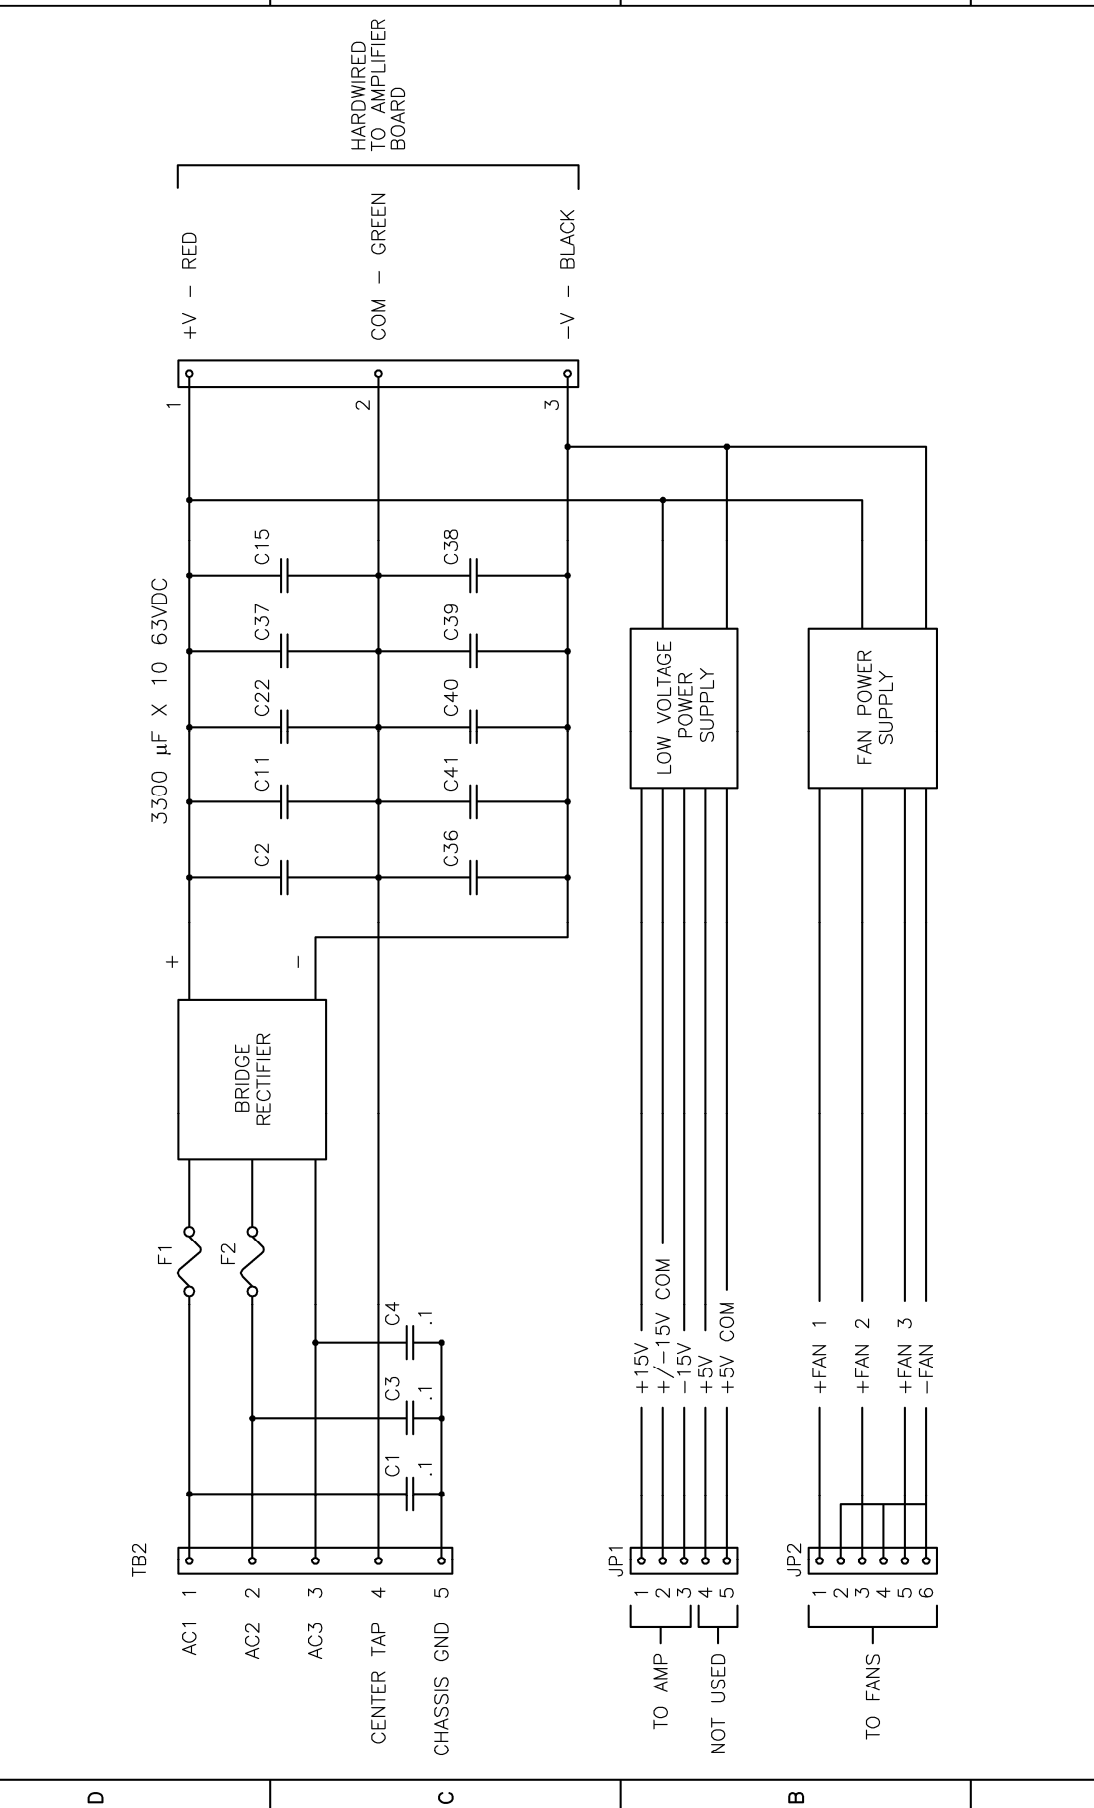 HARDWIRED
TO AMPLIFIER
BOARD
+V – RED
COM – GREEN
–V – BLACK
1
2
3
3300 µF X 10 63VDC
C15
C37
C22
C11
C2
C38
C39
C40
C41
C36
+
–
BRIDGE
RECTIFIER
F1
F2
C4
.1
C3
.1
C1
.1
TB2
AC1 1
AC2 2
AC3 3
CENTER TAP 4
CHASSIS GND 5
LOW VOLTAGE
POWER
SUPPLY
+15V
+/–15V COM
–15V
+5V
+5V COM
JP1
1
2
3
4
5
TO AMP
NOT USED
FAN POWER
SUPPLY
+FAN 1
+FAN 2
+FAN 3
–FAN
JP2
1
2
3
4
5
6
TO FANS
D
C
B